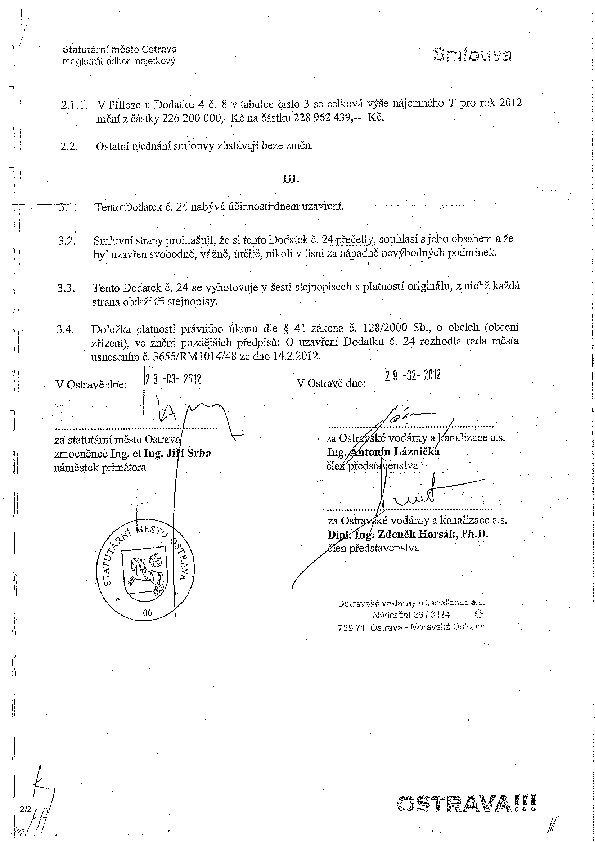 Statutární město Ostrava
magistrát, odbor majetkový
Smlouva
2.1.1. V Příloze k Dodatku 4 č. 8 v tabulce číslo 3 se celková výše nájemného T pro rok 2012
mění z částky 226 200 000,- Kč na částku 228 962 439,-- Kč.
2.2. Ostatní ujednání smlouvy zůstávají beze změn.
III.
3.1. Tento Dodatek č. 24 nabývá účinnosti dnem uzavření.
3.2. Smluvní strany prohlašují, že si tento Dodatek č. 24 přečetly, souhlasí s jeho obsahem a že
byl uzavřen svobodně, vážně, určitě, nikoli v tísni za nápadně nevýhodných podmínek.
3.3. Tento Dodatek č. 24 se vyhotovuje v šesti stejnopisech s platností originálu, z nichž každá
strana obdrží tři stejnopisy.
3.4. Doložka platnosti právního úkonu dle § 41 zákona č. 128/2000 Sb., o obcích (obecní
zřízení), ve znění pozdějších předpisů: O uzavření Dodatku č. 24 rozhodla rada města
usnesením č. 3655/RM1014/48 ze dne 14.2.2012.
V Ostravě dne: 23 -03- 2012
V Ostravě dne: 29 -02- 2012
za statutární město Ostrava
zmocněnec Ing. et Ing. Jiří Srba
náměstek primátora
za Ostravské vodárny a kanalizace a.s.
Ing. Antonín Láznička
člen představenstva
za Ostravské vodárny a kanalizace a.s.
Dipl. Ing. Zdeněk Harsáň, Ph.D.
člen představenstva
STATUTÁRNÍ MĚSTO OSTRAVA
Ostravské vodárny a kanalizace a.s.
Nádražní 28/3114
729 71 Ostrava - Moravská Ostrava
2/2
OSTRAVA!!!